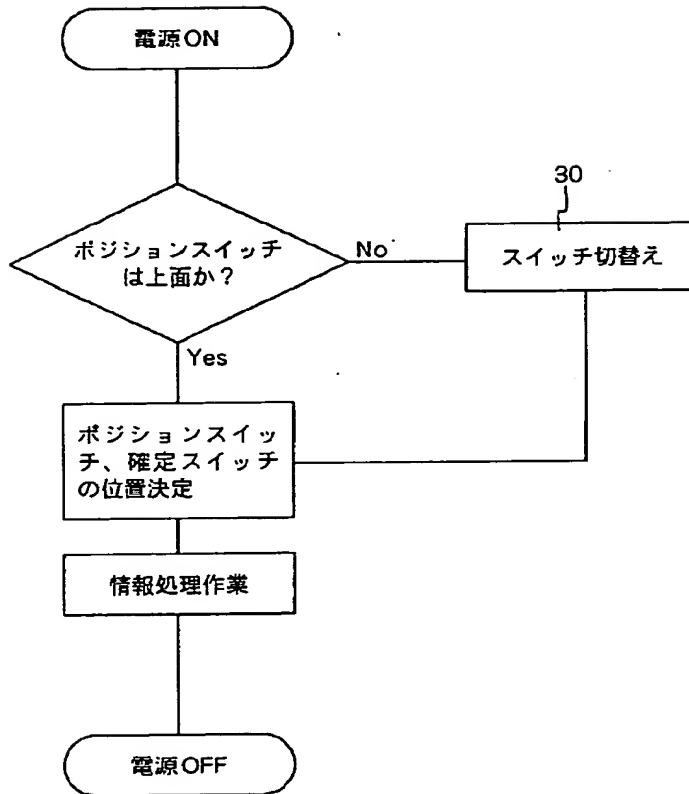 電源ON
ポジションスイッチ
は上面か？
No
30
スイッチ切替え
Yes
ポジションスイッ
チ、確定スイッチ
の位置決定
情報処理作業
電源OFF